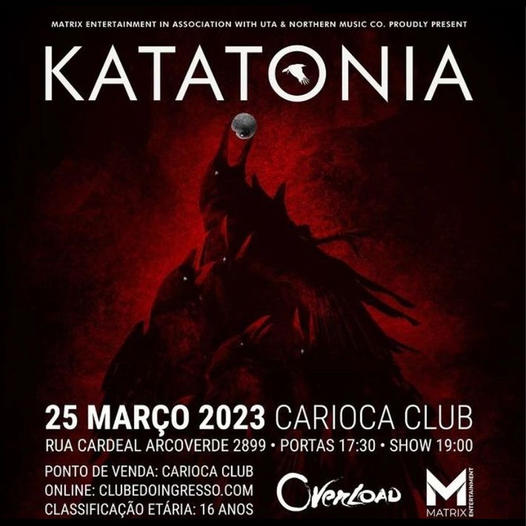 MATRIX ENTERTAINMENT IN ASSOCIATION WITH UTA & NORTHERN MUSIC CO. PROUDLY PRESENT
KATATONIA
25 MARÇO 2023 CARIOCA CLUB
RUA CARDEAL ARCOVERDE 2899 • PORTAS 17:30 • SHOW 19:00
PONTO DE VENDA: CARIOCA CLUB
ONLINE: CLUBEDOINGRESSO.COM
CLASSIFICAÇÃO ETÁRIA: 16 ANOS
OVERLOAD
M
MATRIX
ENTERTAINMENT